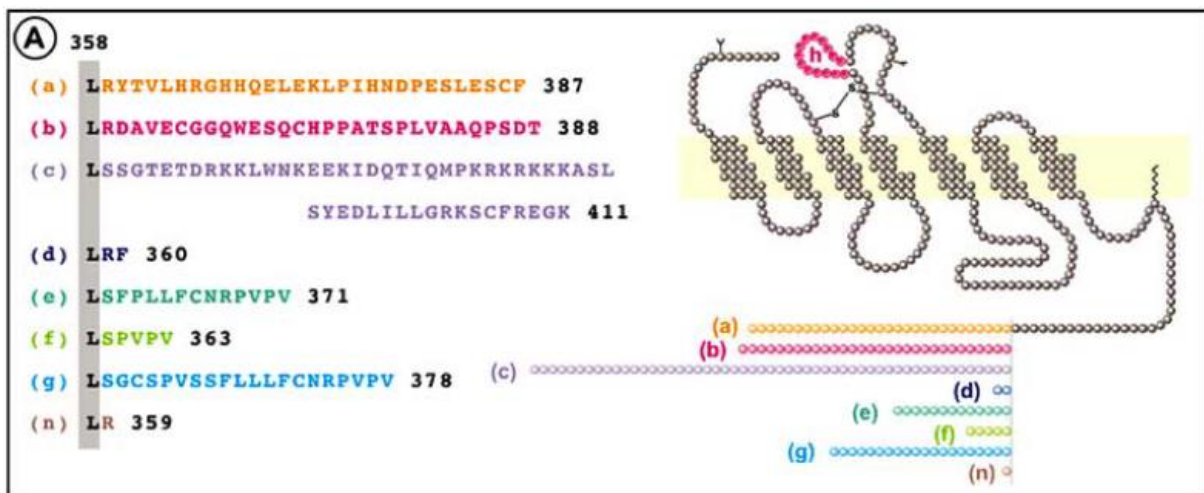 A
358
(a) LRYTVLHRGHHQELEKLPIHNDPESLESCF 387
(b) LRDAVECGGQWESQCHPPATSPLVAAQPSDT 388
(c) LSSGTETDRKKLWNKEEKIDQTIQMPKRKRKKKASL
SYEDLILLGRKSCFREGK 411
(d) LRF 360
(e) LSFPLLFCNRPVPV 371
(f) LSPVPV 363
(g) LSGCSPVSSFLLLFCNRPVPV 378
(n) LR 359
h
S
S
(a)
(b)
(c)
(d)
(e)
(f)
(g)
(n)